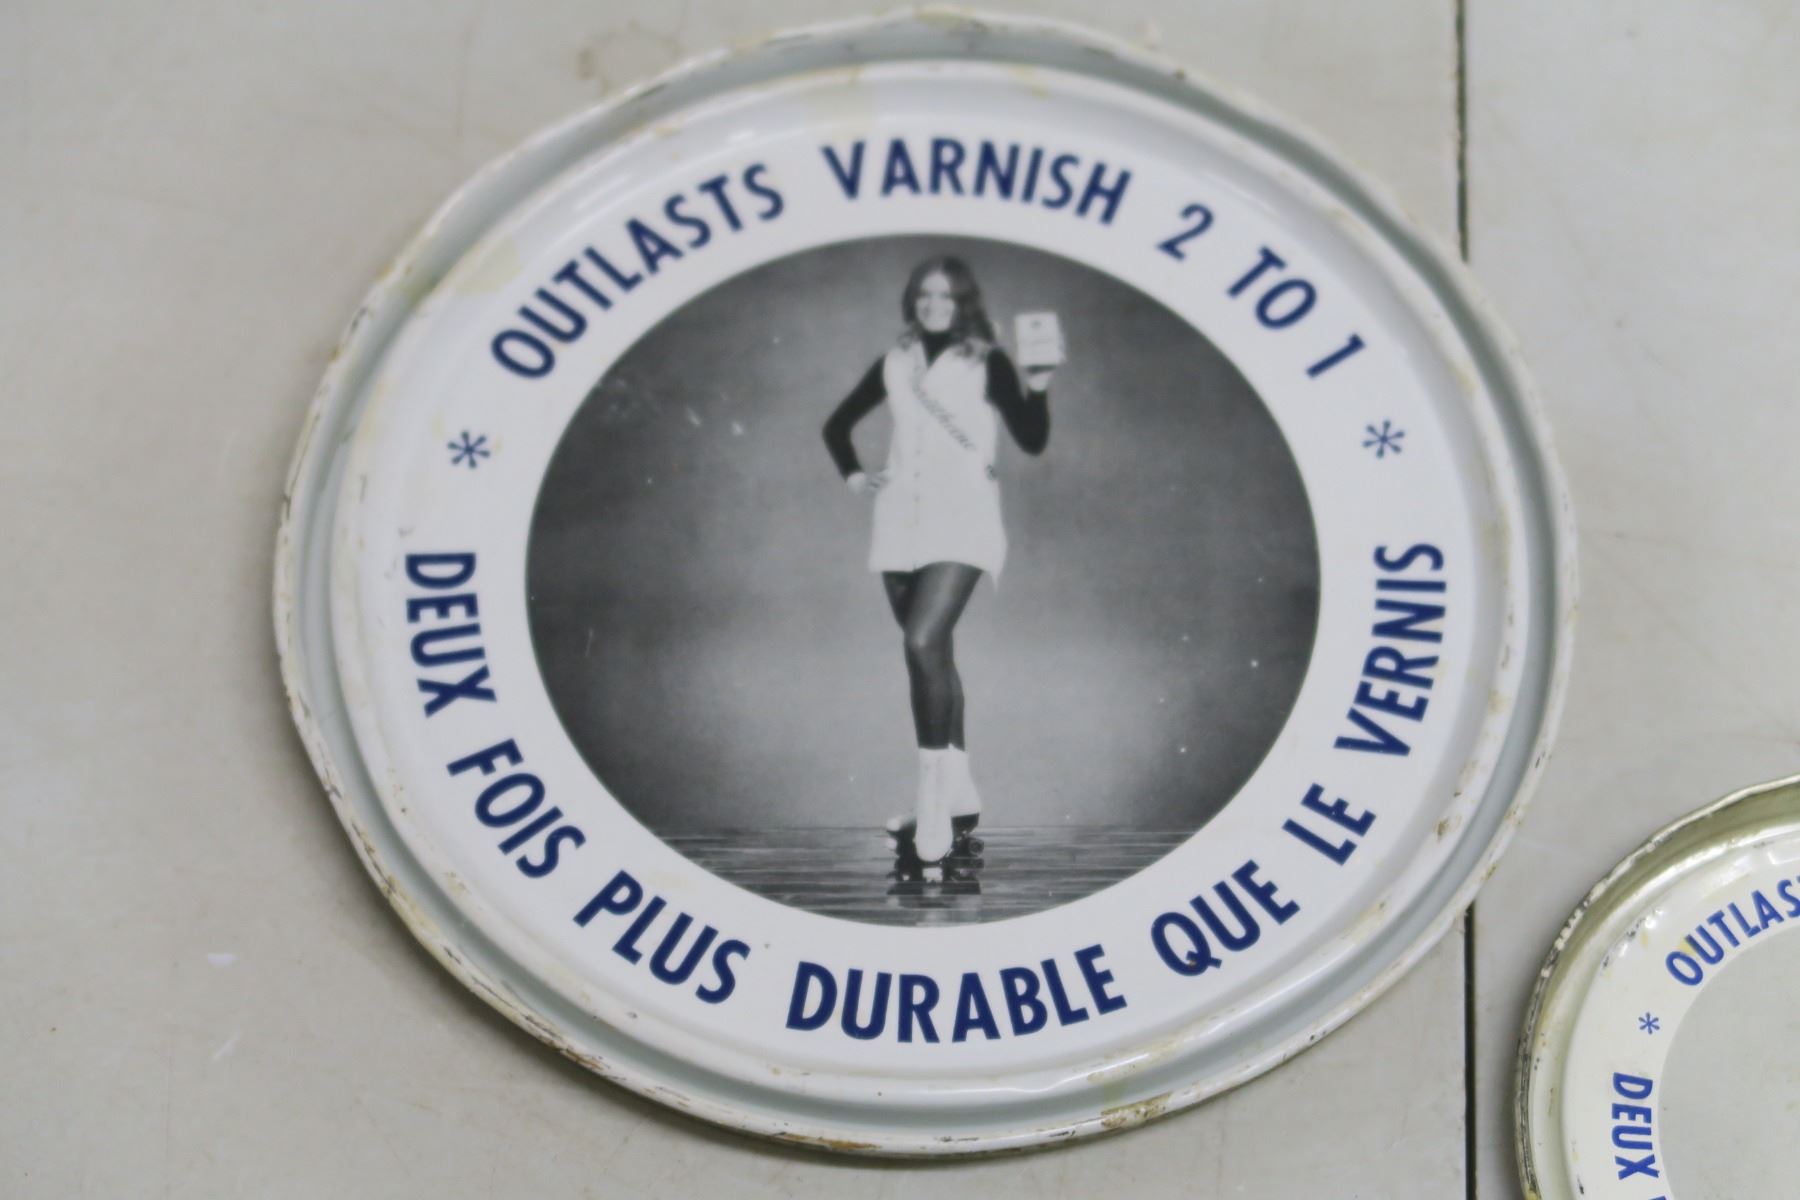 OUTLASTS VARNISH 2 TO 1
* DEUX FOIS PLUS DURABLE QUE LE VERNIS *
OUTLAS
* DEUX